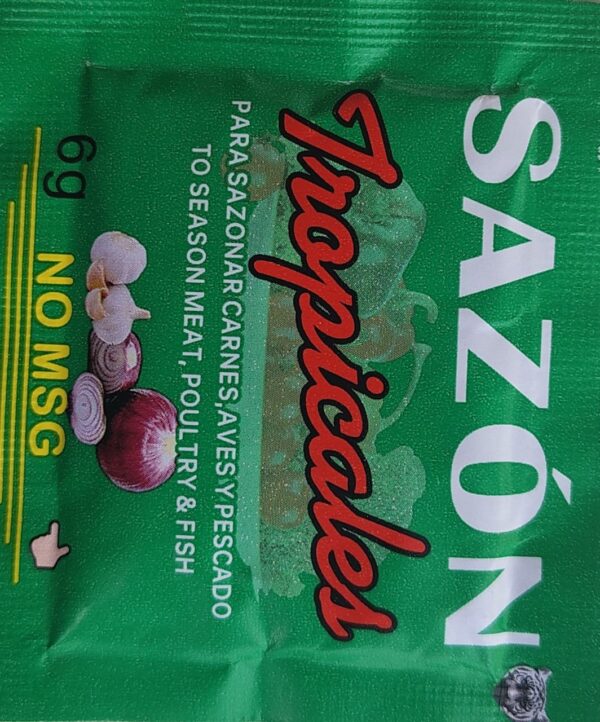 SAZÓN
Tropicales
PARA SAZONAR CARNES,AVES Y PESCADO
TO SEASON MEAT, POULTRY & FISH
6g
NO MSG